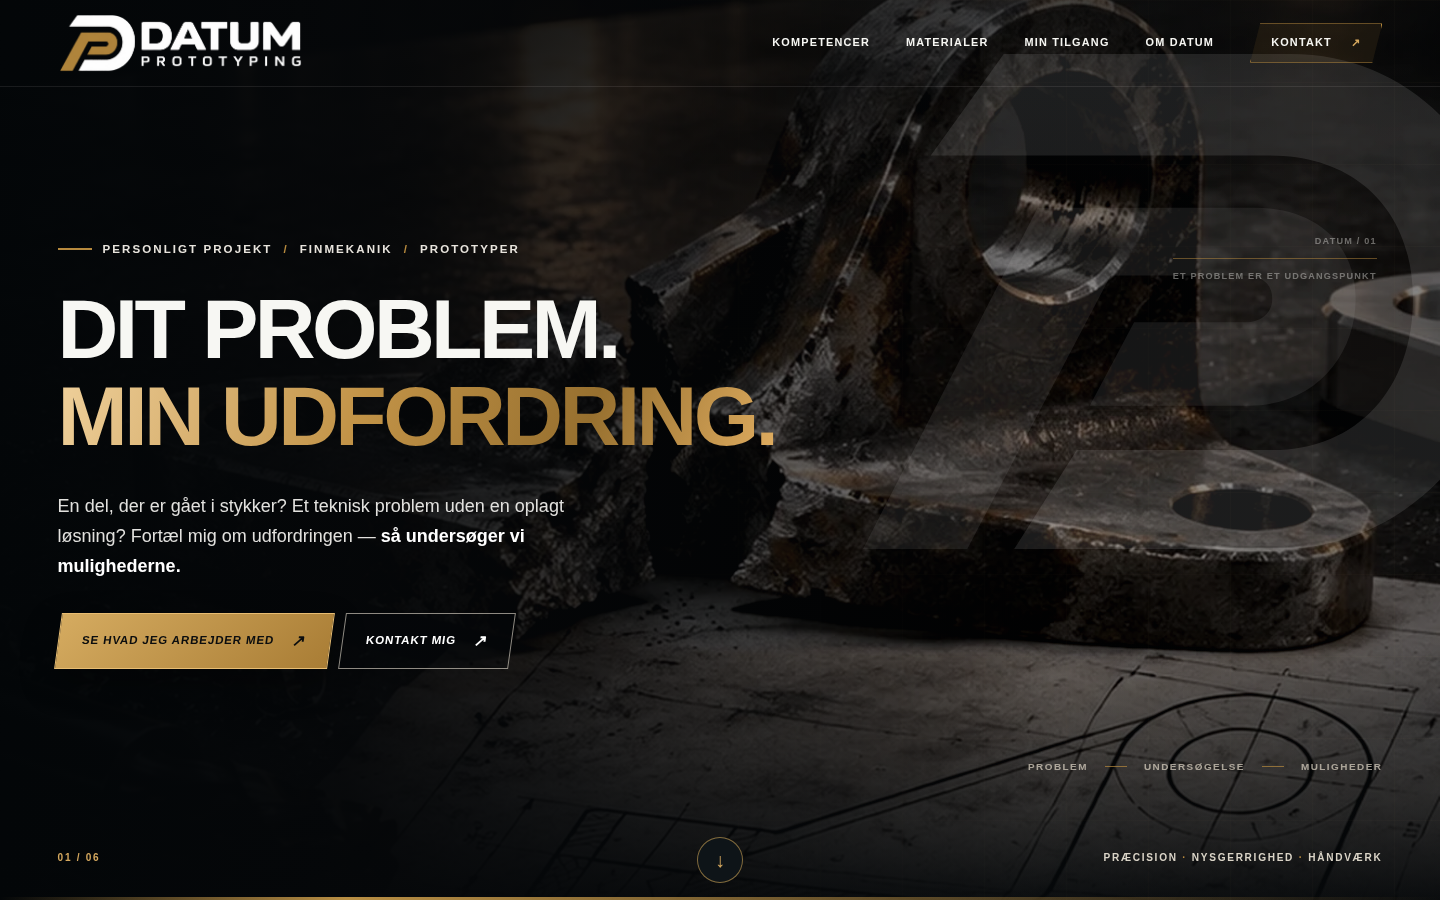 DATUM
PROTOTYPING
KOMPETENCER
MATERIALER
MIN TILGANG
OM DATUM
KONTAKT ↗
PERSONLIGT PROJEKT / FINMEKANIK / PROTOTYPER
DATUM / 01
ET PROBLEM ER ET UDGANGSPUNKT
DIT PROBLEM.
MIN UDFORDRING.
En del, der er gået i stykker? Et teknisk problem uden en oplagt
løsning? Fortæl mig om udfordringen — så undersøger vi
mulighederne.
SE HVAD JEG ARBEJDER MED ↗
KONTAKT MIG ↗
PROBLEM — UNDERSØGELSE — MULIGHEDER
01 / 06
↓
PRÆCISION · NYSGERRIGHED · HÅNDVÆRK